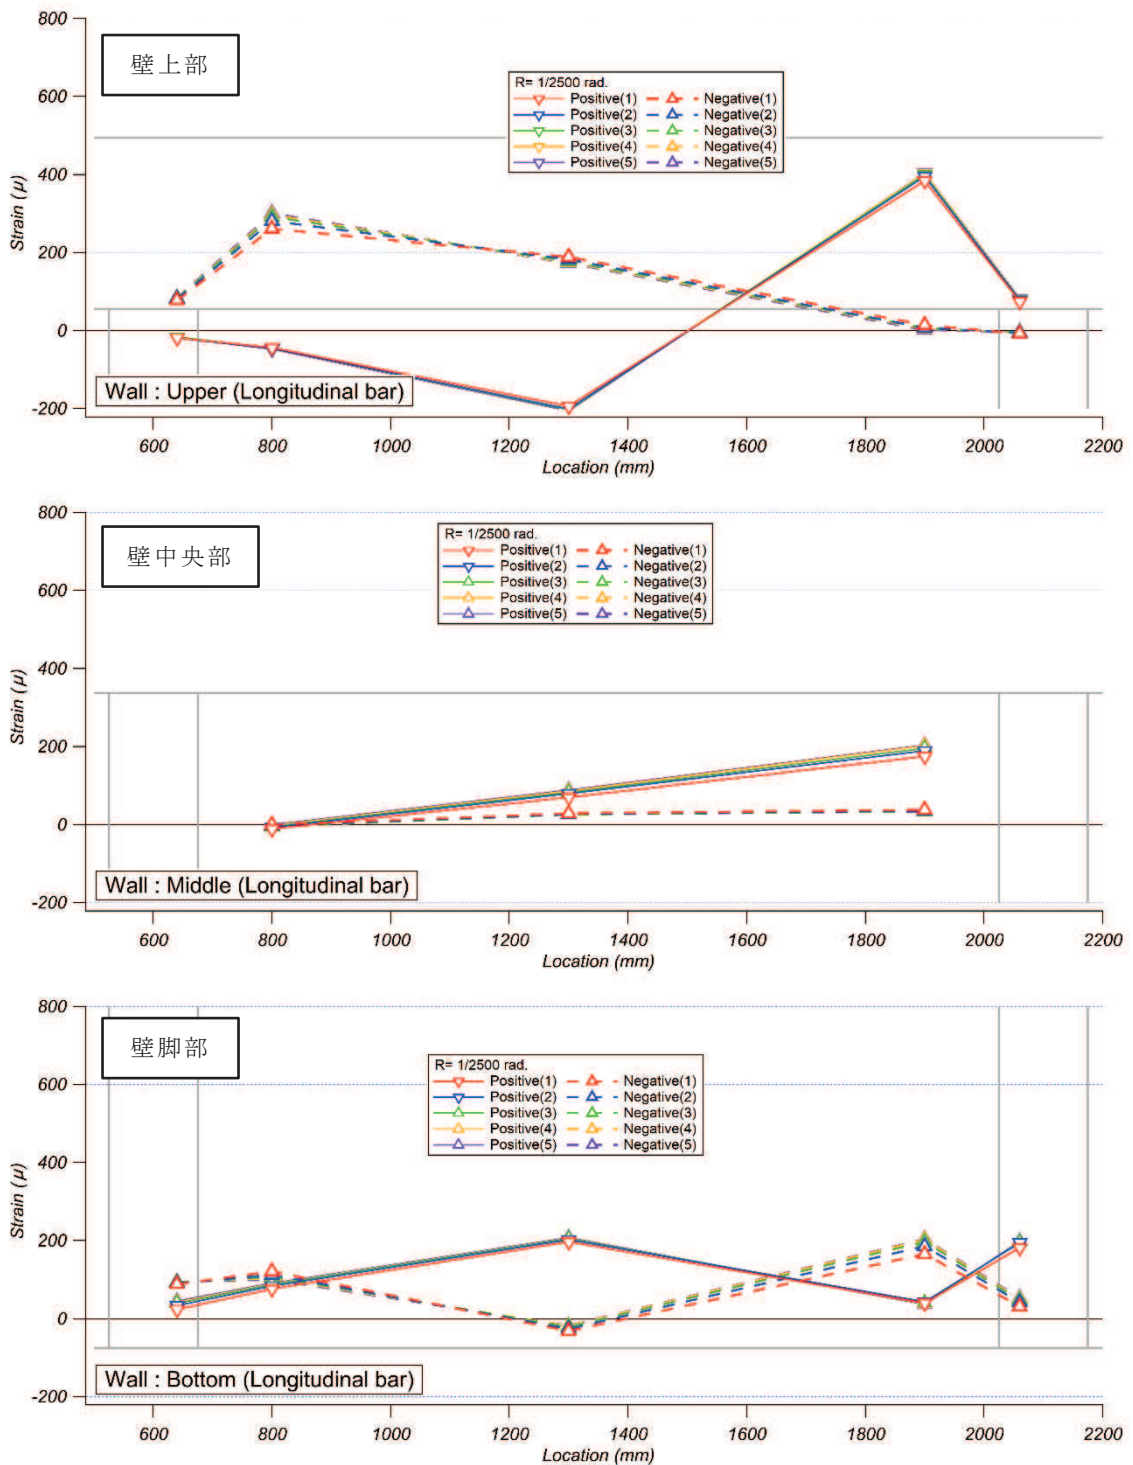 800
壁上部
R= 1/2500 rad.
600
Positive(1) Negative(1)
Positive(2) Negative(2)
Positive(3) Negative(3)
Positive(4) Negative(4)
Positive(5) Negative(5)
400
Strain (μ)
200
0
Wall : Upper (Longitudinal bar)
-200
600 800 1000 1200 1400 1600 1800 2000 2200
Location (mm)
800
壁中央部
R= 1/2500 rad.
Positive(1) Negative(1)
Positive(2) Negative(2)
600
Positive(3) Negative(3)
Positive(4) Negative(4)
Positive(5) Negative(5)
400
Strain (μ)
200
0
Wall : Middle (Longitudinal bar)
-200
600 800 1000 1200 1400 1600 1800 2000 2200
Location (mm)
800
壁脚部
R= 1/2500 rad.
600
Positive(1) Negative(1)
Positive(2) Negative(2)
Positive(3) Negative(3)
Positive(4) Negative(4)
Positive(5) Negative(5)
400
Strain (μ)
200
0
Wall : Bottom (Longitudinal bar)
-200
600 800 1000 1200 1400 1600 1800 2000 2200
Location (mm)